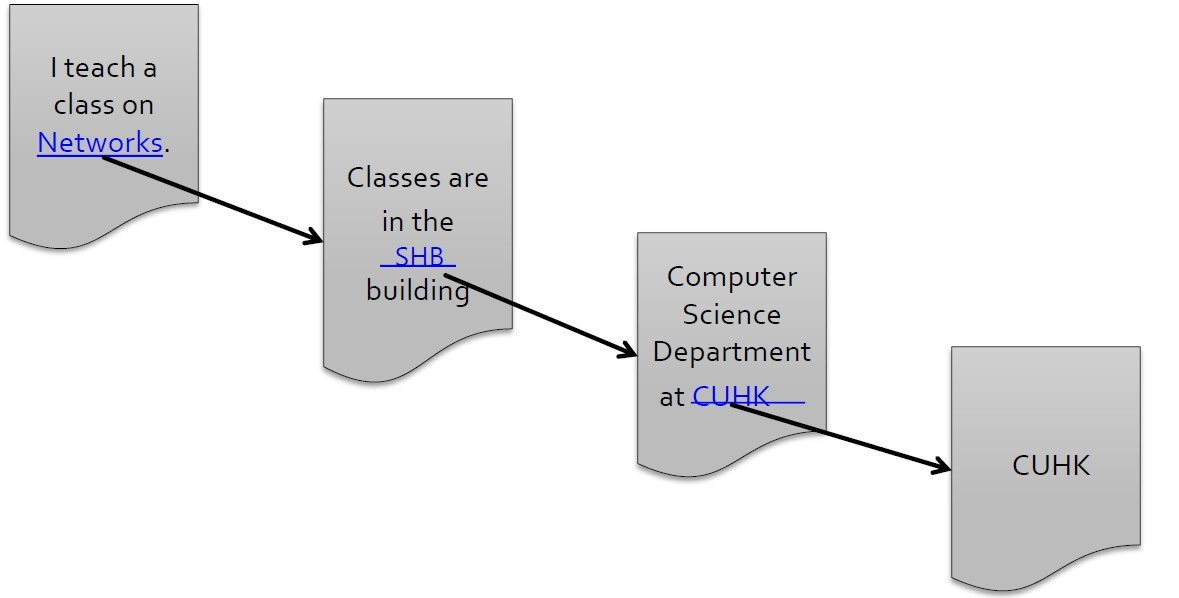 I teach a
class on
Networks.
Classes are
in the
SHB
building
Computer
Science
Department
at CUHK
CUHK